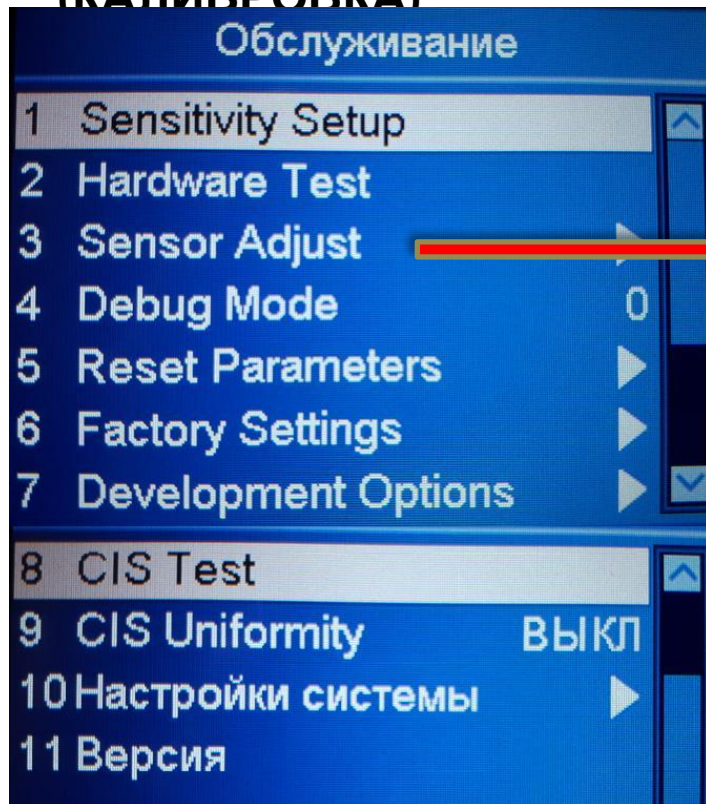 (КАЛИБРОВКА)
Обслуживание
1 Sensitivity Setup
2 Hardware Test
3 Sensor Adjust
4 Debug Mode 0
5 Reset Parameters
6 Factory Settings
7 Development Options
8 CIS Test
9 CIS Uniformity ВЫКЛ
10 Настройки системы
11 Версия